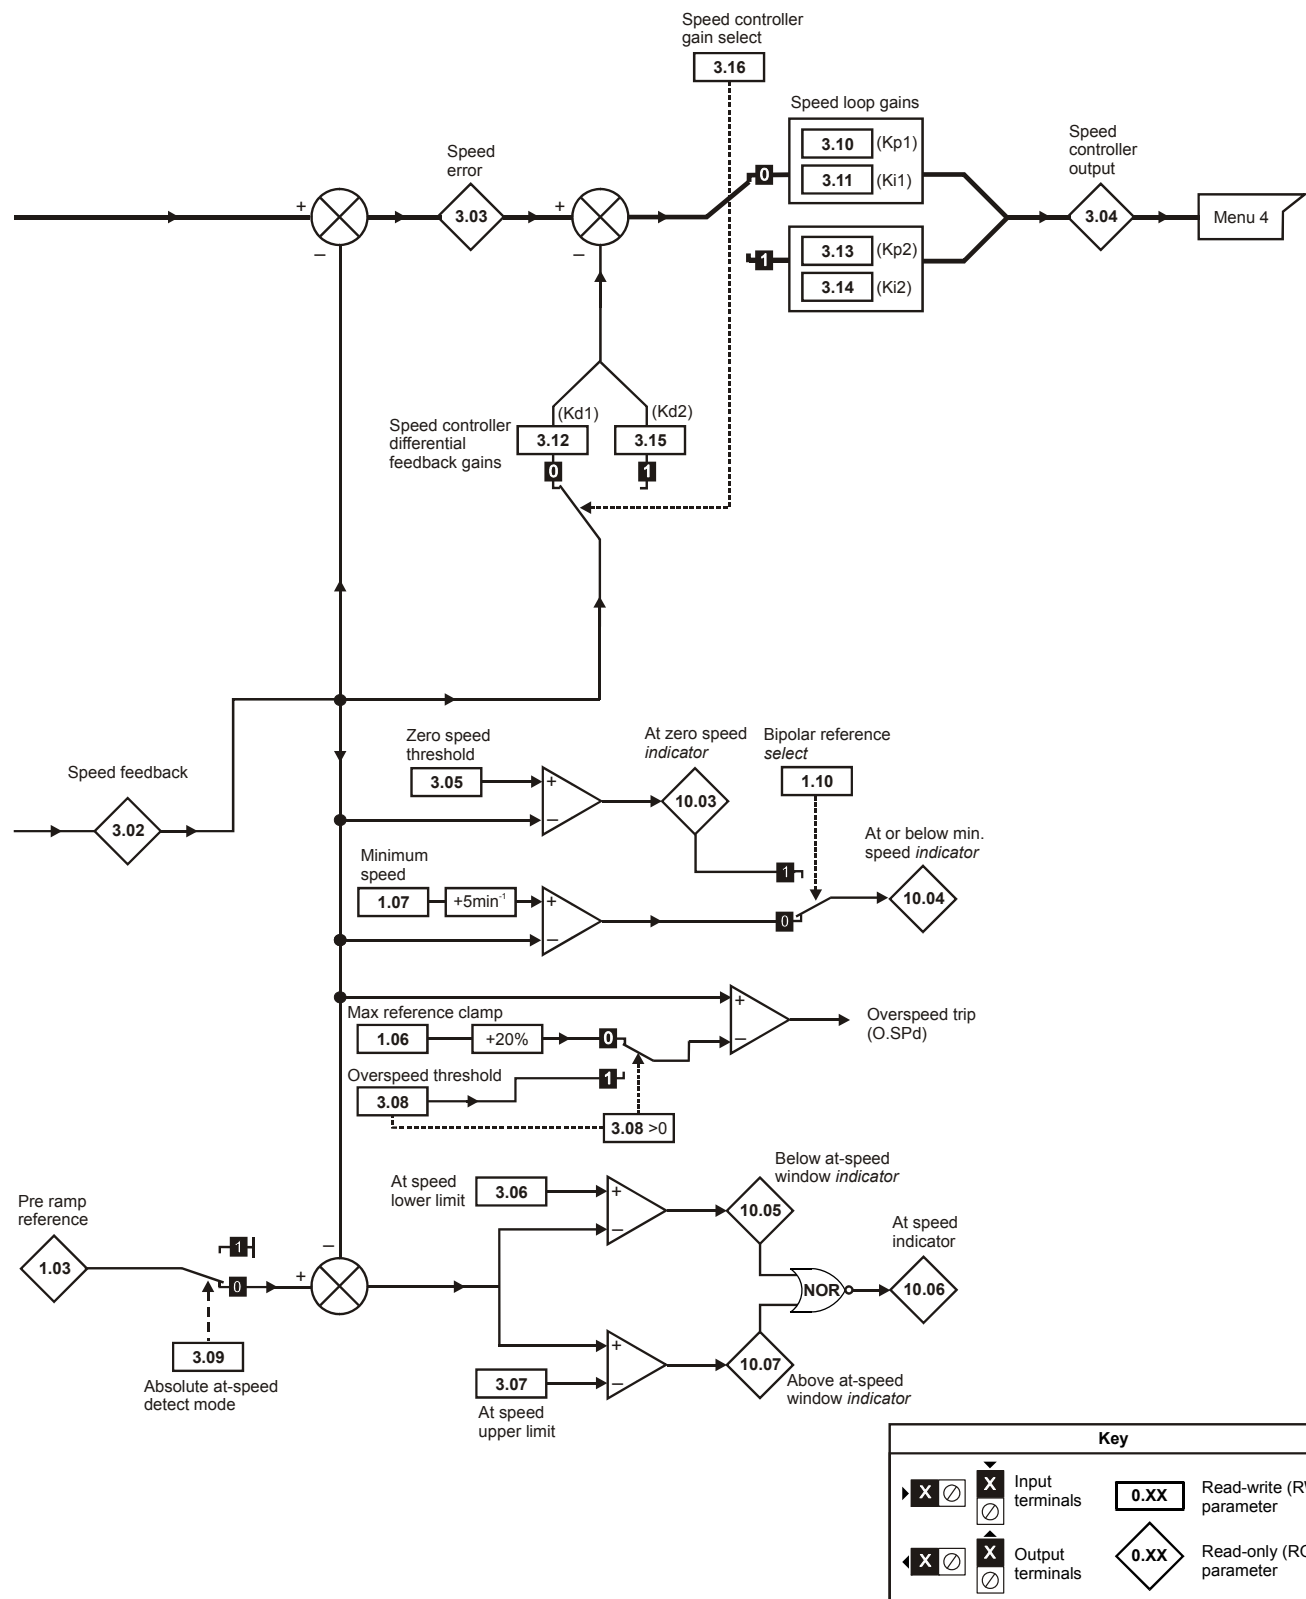 Speed controller
gain select
3.16
Speed loop gains
3.10 (Kp1)
3.11 (Ki1)
Speed
error
3.03
Speed
controller
output
3.04
Menu 4
+
–
+
–
0
1
3.13 (Kp2)
3.14 (Ki2)
(Kd1)
(Kd2)
Speed controller
differential
feedback gains
3.12
3.15
0
1
Zero speed
threshold
3.05
+
–
At zero speed
indicator
10.03
Bipolar reference
select
1.10
Speed feedback
3.02
At or below min.
speed indicator
10.04
Minimum
speed
1.07
+5min⁻¹
+
–
1
0
Max reference clamp
1.06
+20%
0
+
–
Overspeed trip
(O.SPd)
Overspeed threshold
3.08
1
3.08 >0
Pre ramp
reference
1.03
1
0
+
–
3.09
Absolute at-speed
detect mode
At speed
lower limit
3.06
+
–
Below at-speed
window indicator
10.05
NOR
At speed
indicator
10.06
+
–
3.07
At speed
upper limit
10.07
Above at-speed
window indicator
Key
X
X
Input
terminals
0.XX
Read-write (RW
parameter
X
X
Output
terminals
0.XX
Read-only (RO
parameter